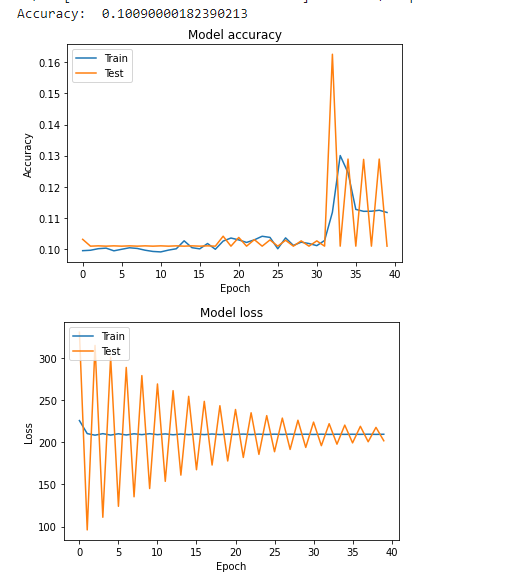 Accuracy:  0.10090000182390213
Model accuracy
0.16
0.15
0.14
0.13
0.12
0.11
0.10
Accuracy
Train
Test
0 5 10 15 20 25 30 35 40
Epoch
Model loss
300
250
200
150
100
Loss
Train
Test
0 5 10 15 20 25 30 35 40
Epoch